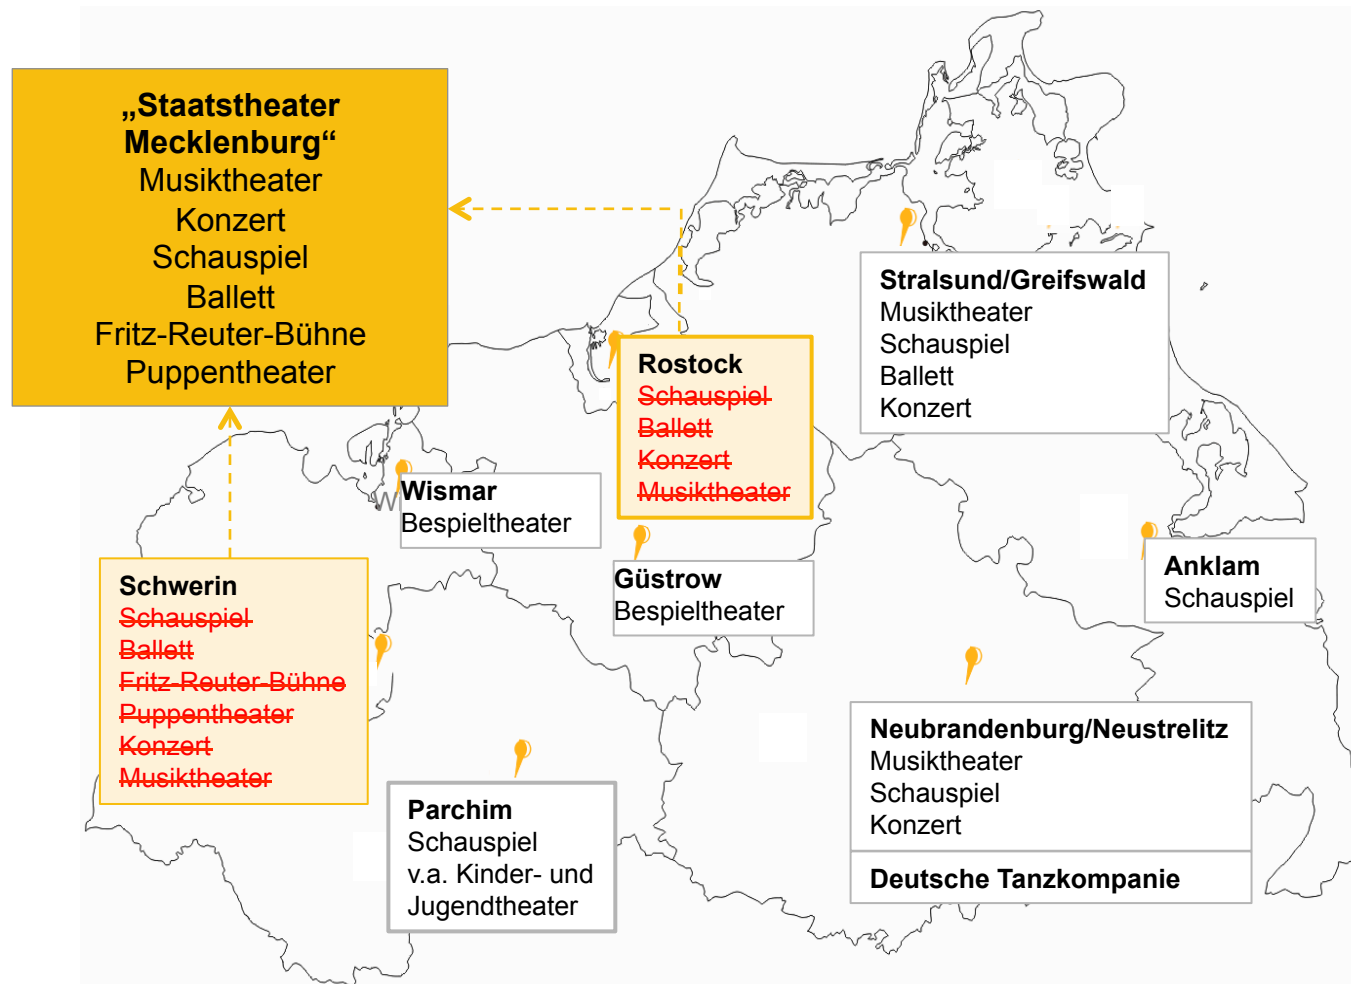 „Staatstheater
Mecklenburg“
Musiktheater
Konzert
Schauspiel
Ballett
Fritz-Reuter-Bühne
Puppentheater
Stralsund/Greifswald
Musiktheater
Schauspiel
Ballett
Konzert
Rostock
Schauspiel
Ballett
Konzert
Musiktheater
W
Wismar
Bespieltheater
Güstrow
Bespieltheater
Anklam
Schauspiel
Schwerin
Schauspiel
Ballett
Fritz-Reuter-Bühne
Puppentheater
Konzert
Musiktheater
Parchim
Schauspiel
v.a. Kinder- und
Jugendtheater
Neubrandenburg/Neustrelitz
Musiktheater
Schauspiel
Konzert
Deutsche Tanzkompanie